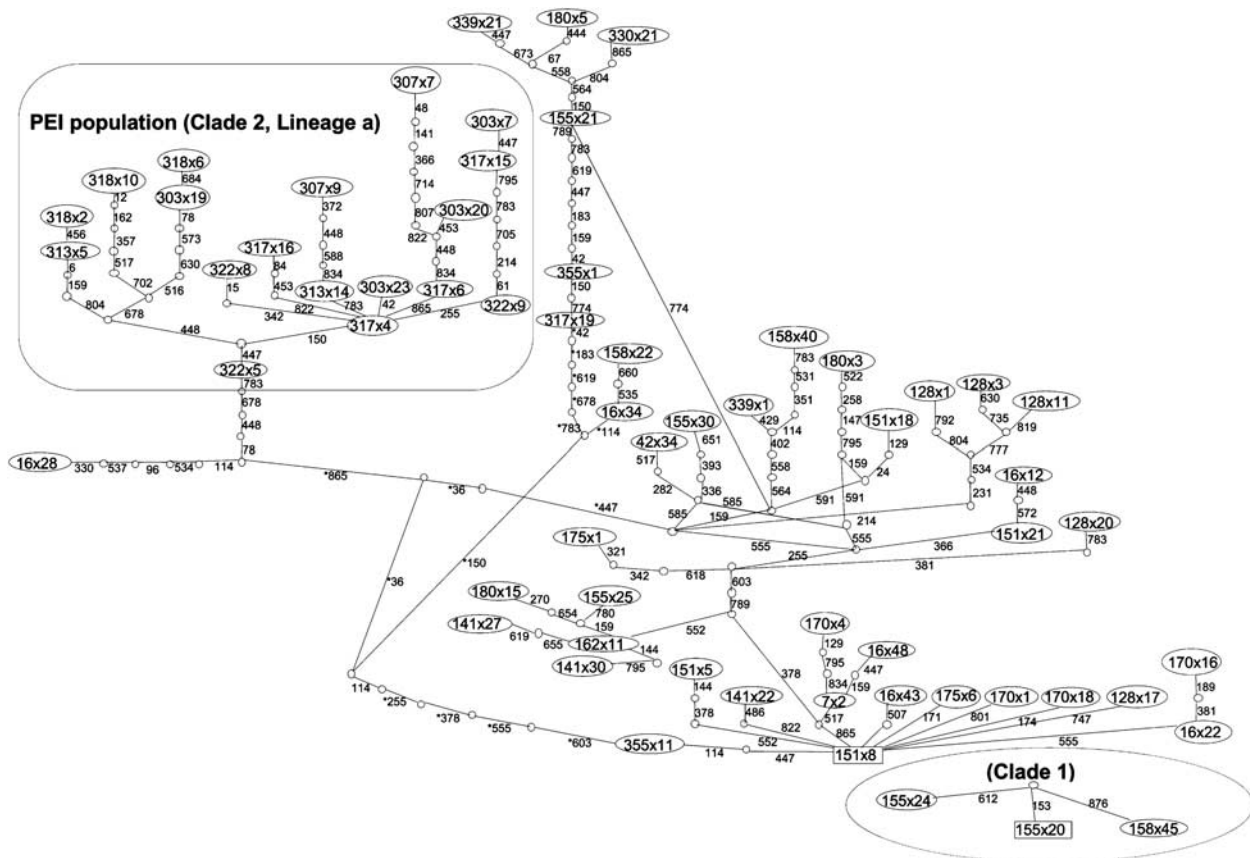 339x21
180x5
330x21
447
444
865
673
67
558
804
564
150
155x21
789
783
619
447
183
159
42
355x1
150
774
317x19
*42
*183
*619
*678
*783
PEI population (Clade 2, Lineage a)
307x7
48
141
366
714
807
822
303x20
453
448
834
317x6
865
303x7
447
317x15
795
783
705
214
61
322x9
255
318x2
456
313x5
6
159
804
318x10
12
162
357
517
702
318x6
684
303x19
78
573
630
516
678
448
322x8
15
342
317x16
84
453
822
307x9
372
448
588
834
313x14
783
303x23
42
317x4
150
447
322x5
783
678
448
78
16x28
330
537
96
534
114
*865
*36
*447
*36
*150
158x22
660
535
16x34
*114
774
42x34
517
282
155x30
651
393
336
585
585
159
339x1
429
402
558
564
158x40
783
531
351
114
591
180x3
522
258
147
795
159
591
151x18
129
24
214
555
555
128x1
792
804
128x3
630
735
128x11
819
777
534
231
16x12
448
572
151x21
366
128x20
783
381
255
175x1
321
342
618
603
789
552
378
180x15
270
654
155x25
780
159
141x27
619
655
162x11
144
141x30
795
151x5
144
378
552
141x22
486
822
170x4
129
795
834
7x2
517
865
16x48
447
159
16x43
507
175x6
171
170x1
801
170x18
174
128x17
747
170x16
189
381
16x22
555
151x8
114
*255
*378
*555
*603
355x11
114
447
(Clade 1)
155x24
612
153
876
155x20
158x45